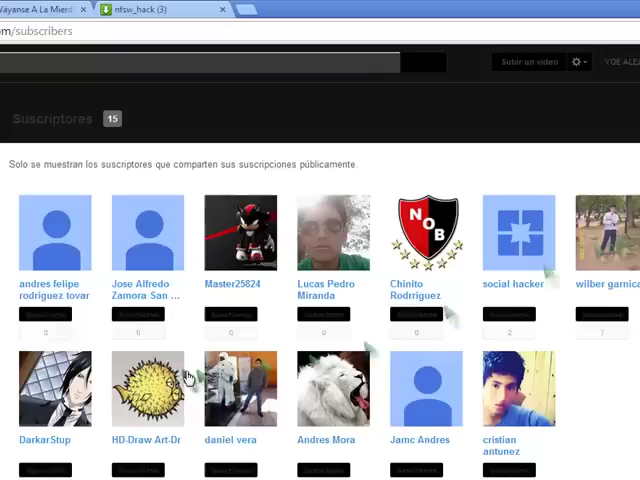 Váyanse A La Mierd
nfsw_hack (3)
om/subscribers
Subir un video
YOE ALEJ
Suscriptores 15
Solo se muestran los suscriptores que comparten sus suscripciones públicamente.
NOB
andres felipe rodriguez tovar
Jose Alfredo Zamora San ...
Master25824
Lucas Pedro Miranda
Chinito Rodrriguez
social hacker
wilber garnica
0
0
0
0
0
2
7
DarkarStup
HD-Draw Art-Dr
daniel vera
Andres Mora
Jamc Andres
cristian antunez